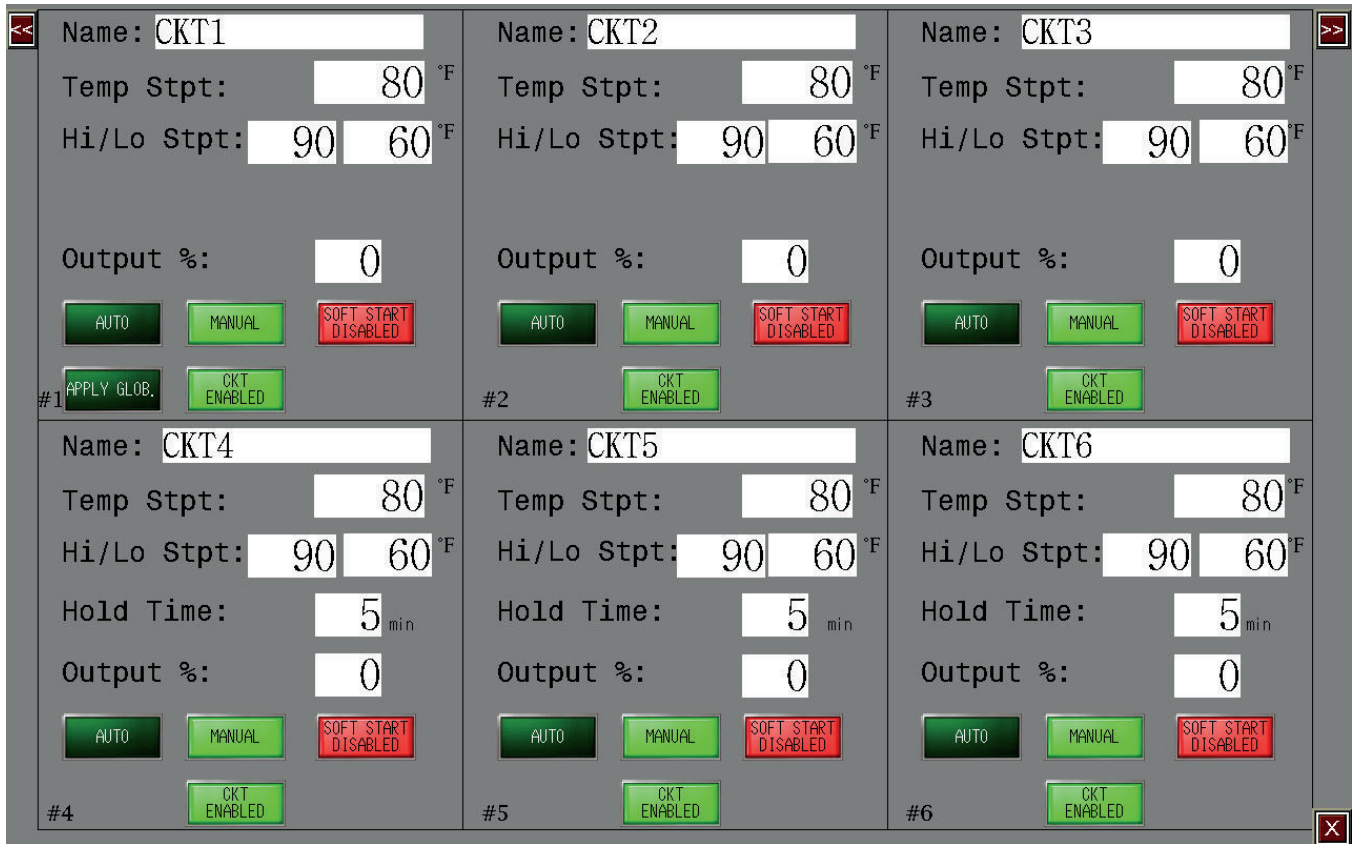 <<
Name: CKT1
Temp Stpt: 80 °F
Hi/Lo Stpt: 90 60 °F
Output %: 0
AUTO MANUAL SOFT START DISABLED
APPLY GLOB. CKT ENABLED
#1
Name: CKT2
Temp Stpt: 80 °F
Hi/Lo Stpt: 90 60 °F
Output %: 0
AUTO MANUAL SOFT START DISABLED
CKT ENABLED
#2
Name: CKT3
Temp Stpt: 80 °F
Hi/Lo Stpt: 90 60 °F
Output %: 0
AUTO MANUAL SOFT START DISABLED
CKT ENABLED
#3
>>
Name: CKT4
Temp Stpt: 80 °F
Hi/Lo Stpt: 90 60 °F
Hold Time: 5 min
Output %: 0
AUTO MANUAL SOFT START DISABLED
CKT ENABLED
#4
Name: CKT5
Temp Stpt: 80 °F
Hi/Lo Stpt: 90 60 °F
Hold Time: 5 min
Output %: 0
AUTO MANUAL SOFT START DISABLED
CKT ENABLED
#5
Name: CKT6
Temp Stpt: 80 °F
Hi/Lo Stpt: 90 60 °F
Hold Time: 5 min
Output %: 0
AUTO MANUAL SOFT START DISABLED
CKT ENABLED
#6
X